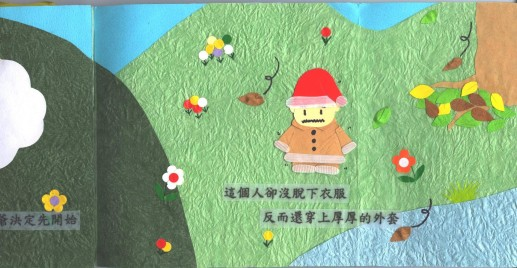 決定先開始
這個人卻沒脫下衣服
反而還穿上厚厚的外套